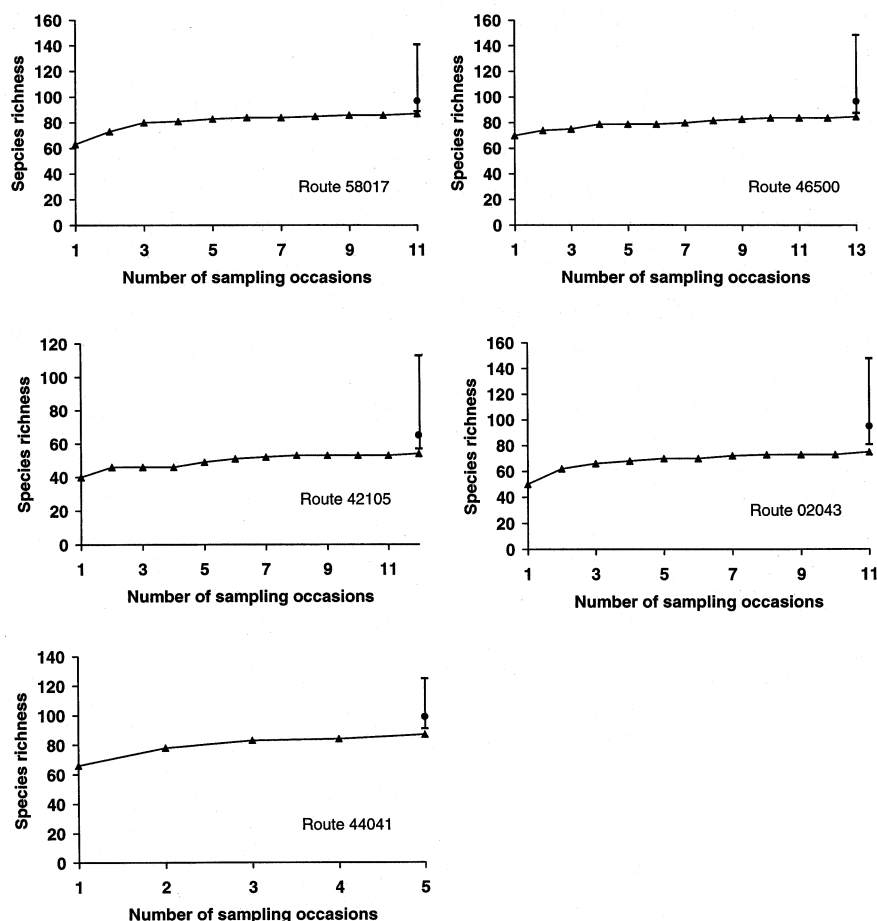 160
140
120
100
80
60
40
20
0
Sepcies richness
Route 58017
1 3 5 7 9 11
Number of sampling occasions
160
140
120
100
80
60
40
20
0
Species richness
Route 46500
1 3 5 7 9 11 13
Number of sampling occasions
120
100
80
60
40
20
0
Species richness
Route 42105
1 3 5 7 9 11
Number of sampling occasions
160
140
120
100
80
60
40
20
0
Species richness
Route 02043
1 3 5 7 9 11
Number of sampling occasions
140
120
100
80
60
40
20
0
Species richness
Route 44041
1 2 3 4 5
Number of sampling occasions